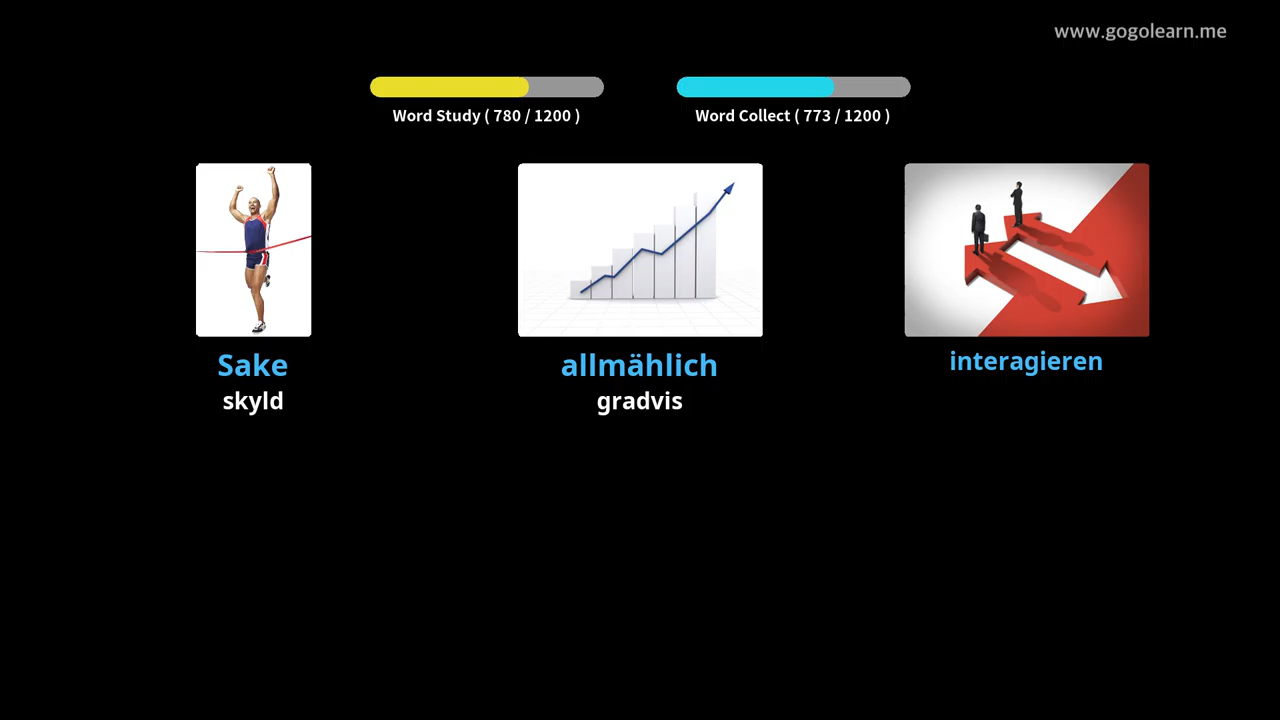 www.gogolearn.me
Word Study ( 780 / 1200 )
Word Collect ( 773 / 1200 )
Sake
skyld
allmählich
gradvis
interagieren